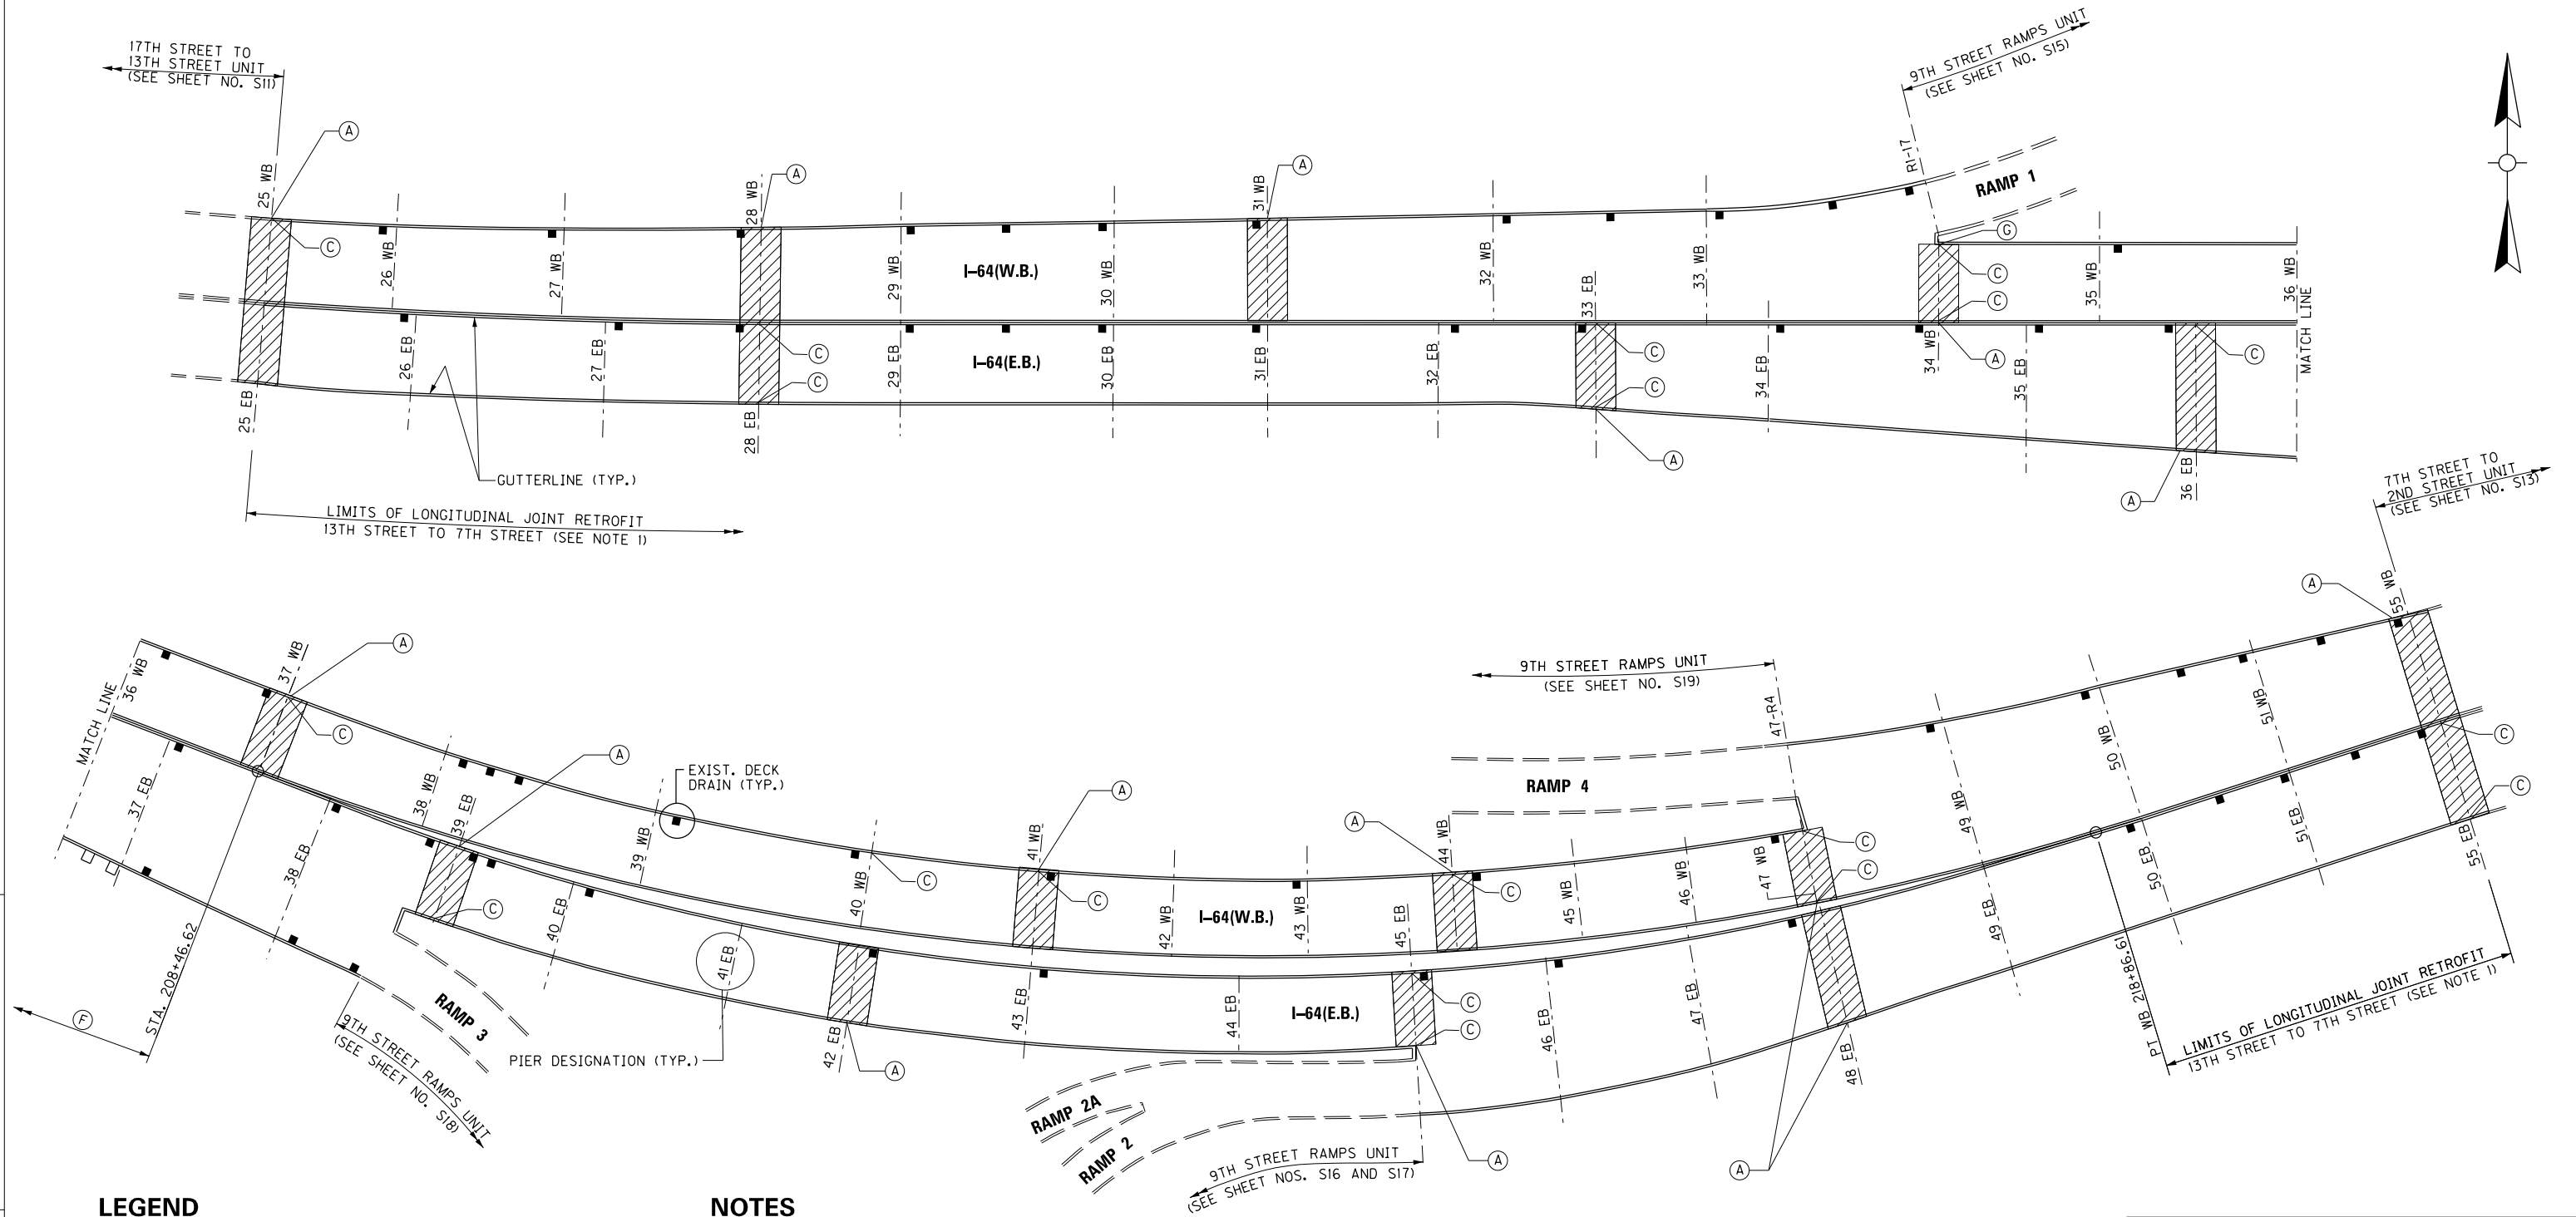 17TH STREET TO
13TH STREET UNIT
(SEE SHEET NO. S11)
9TH STREET RAMPS UNIT
(SEE SHEET NO. S15)
A
A
A
25 WB
28 WB
31 WB
R1-17
RAMP 1
C
G
26 WB
27 WB
29 WB
30 WB
32 WB
33 WB
35 WB
36 WB
I-64(W.B.)
C
C
33 EB
MATCH LINE
C
C
C
C
C
A
34 WB
I-64(E.B.)
25 EB
26 EB
27 EB
28 EB
29 EB
30 EB
31 EB
32 EB
34 EB
35 EB
36 EB
A
A
GUTTERLINE (TYP.)
LIMITS OF LONGITUDINAL JOINT RETROFIT
13TH STREET TO 7TH STREET (SEE NOTE 1)
7TH STREET TO
2ND STREET UNIT
(SEE SHEET NO. S13)
MATCH LINE
36 WB
37 WB
A
C
38 WB
39 EB
A
39 WB
EXIST. DECK
DRAIN (TYP.)
40 WB
C
41 WB
A
C
42 WB
43 WB
I-64(W.B.)
45 EB
44 WB
A
C
45 WB
46 WB
47 WB
9TH STREET RAMPS UNIT
(SEE SHEET NO. S19)
47-R4
RAMP 4
C
C
49 WB
50 WB
51 WB
55 WB
A
C
C
37 EB
38 EB
C
40 EB
41 EB
42 EB
A
43 EB
44 EB
I-64(E.B.)
C
C
46 EB
47 EB
48 EB
49 EB
50 EB
51 EB
55 EB
STA. 208+46.62
F
RAMP 3
9TH STREET RAMPS UNIT
(SEE SHEET NO. S18)
PIER DESIGNATION (TYP.)
RAMP 2A
RAMP 2
9TH STREET RAMPS UNIT
(SEE SHEET NOS. S16 AND S17)
A
A
PT WB 218+86.61
LIMITS OF LONGITUDINAL JOINT RETROFIT
13TH STREET TO 7TH STREET (SEE NOTE 1)
LEGEND
NOTES